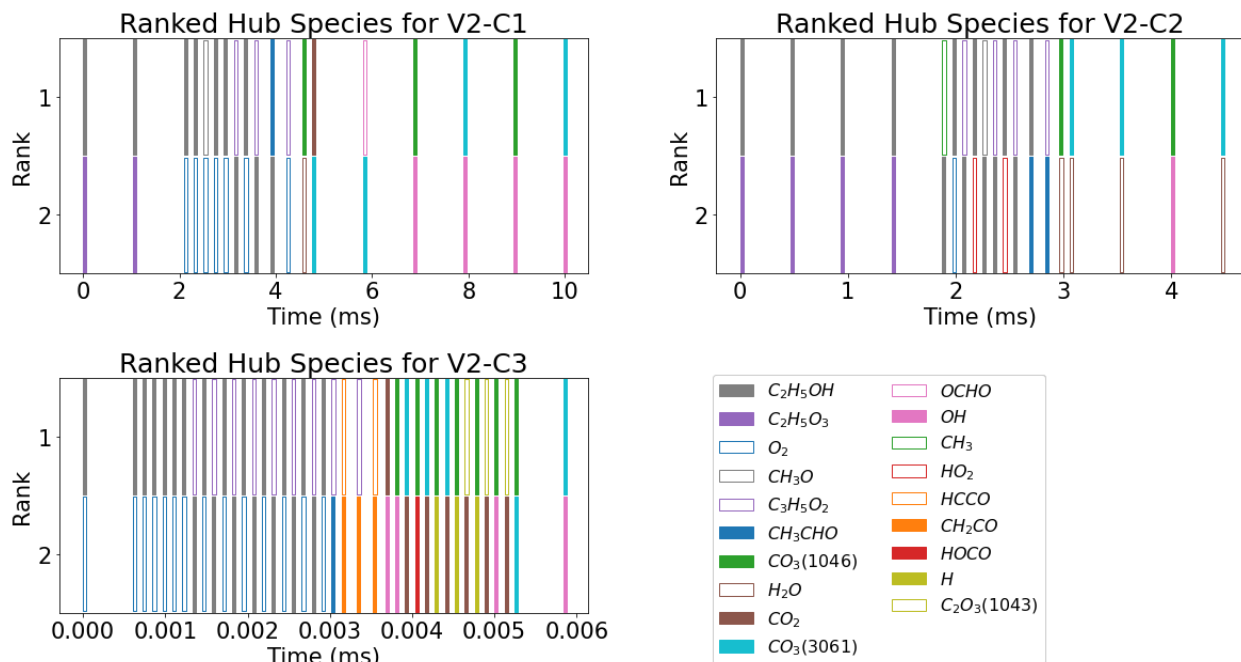 Ranked Hub Species for V2-C1
Rank
1
2
0 2 4 6 8 10
Time (ms)
Ranked Hub Species for V2-C2
Rank
1
2
0 1 2 3 4
Time (ms)
Ranked Hub Species for V2-C3
Rank
1
2
0.000 0.001 0.002 0.003 0.004 0.005 0.006
Time (ms)
C₂H₅OH
C₂H₅O₃
O₂
CH₃O
C₃H₅O₂
CH₃CHO
CO₃(1046)
H₂O
CO₂
CO₃(3061)
OCHO
OH
CH₃
HO₂
HCCO
CH₂CO
HOCO
H
C₂O₃(1043)